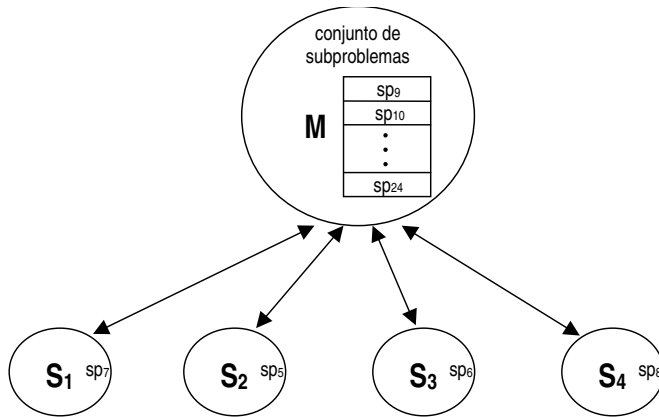 conjunto de
subproblemas
M
sp9
sp10
sp24
S1 sp7
S2 sp5
S3 sp6
S4 sp8